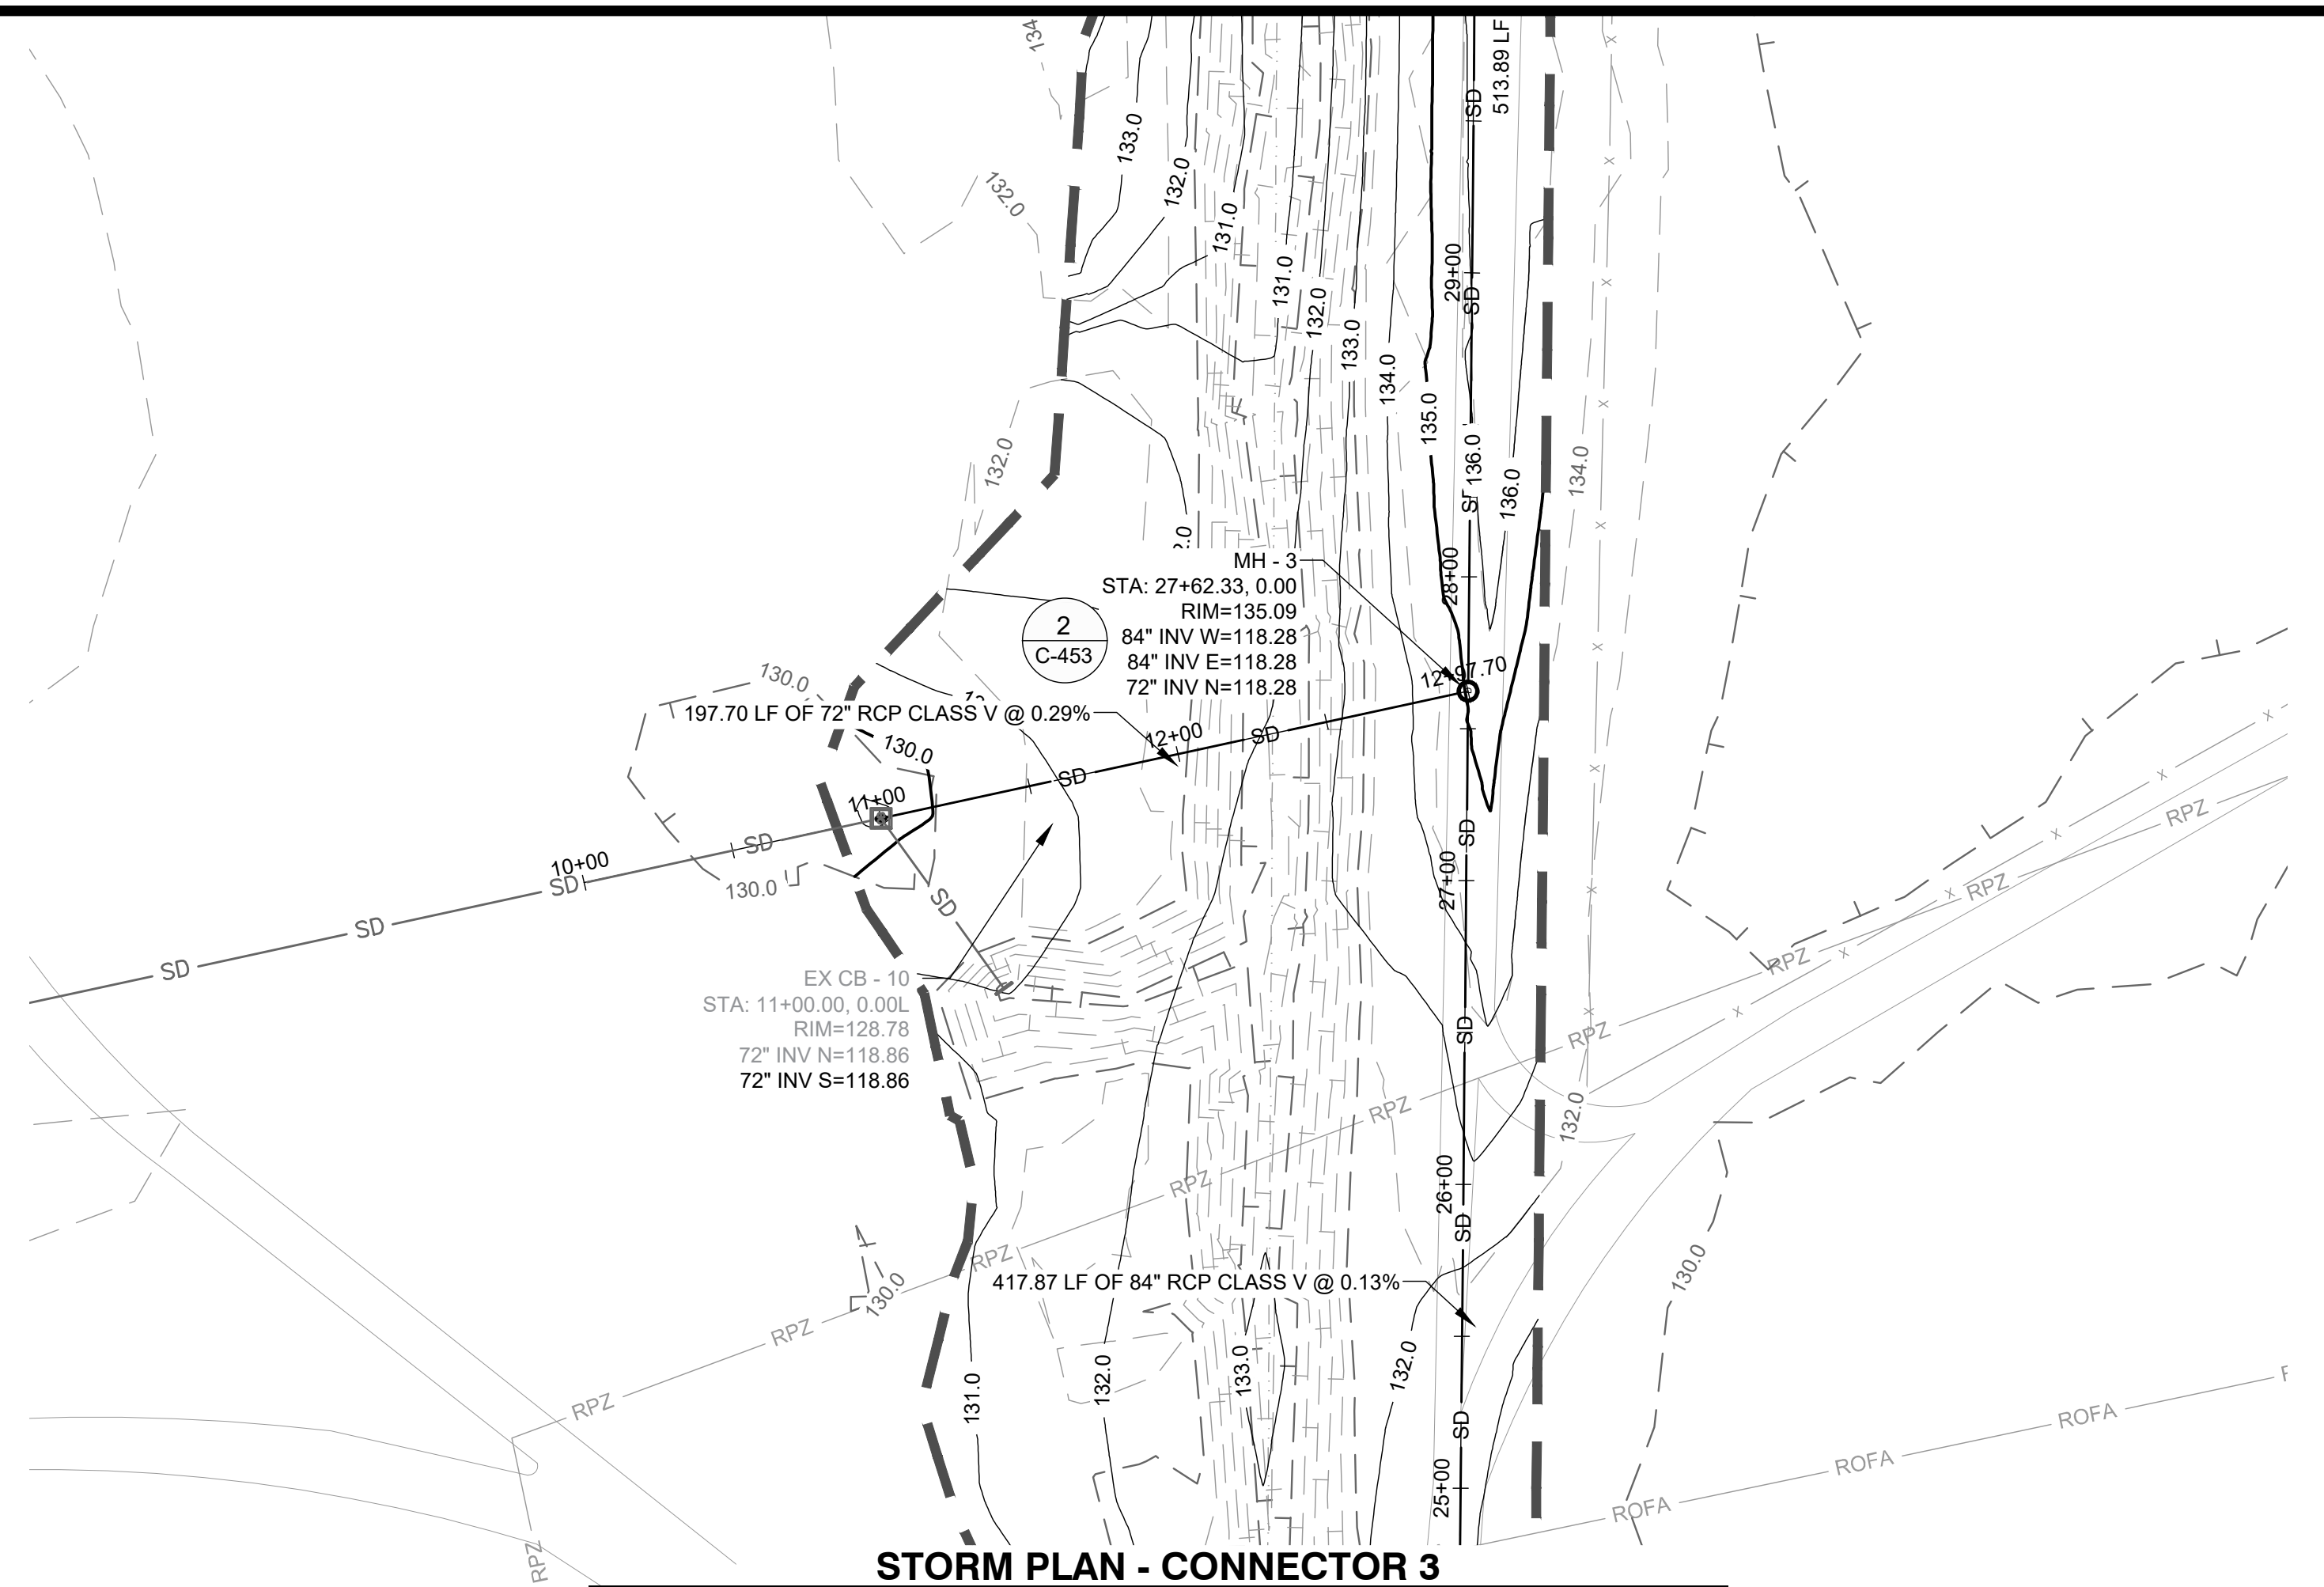 134
513.89 LF
SD
133.0
132.0
132.0
131.0
131.0
132.0
133.0
134.0
135.0
136.0
136.0
134.0
29+00
SD
132.0
28+00
MH - 3
STA: 27+62.33, 0.00
RIM=135.09
84" INV W=118.28
84" INV E=118.28
72" INV N=118.28
2
C-453
12+97.70
130.0
197.70 LF OF 72" RCP CLASS V @ 0.29%
130.0
12+00
SD
SD
11+00
SD
10+00
SD
130.0
SD
SD
SD
SD
27+00
RPZ
RPZ
RPZ
RPZ
EX CB - 10
STA: 11+00.00, 0.00L
RIM=128.78
72" INV N=118.86
72" INV S=118.86
SD
RPZ
132.0
RPZ
26+00
SD
RPZ
130.0
130.0
417.87 LF OF 84" RCP CLASS V @ 0.13%
RPZ
RPZ
131.0
132.0
133.0
132.0
SD
25+00
ROFA
ROFA
ROFA
RPZ
STORM PLAN - CONNECTOR 3